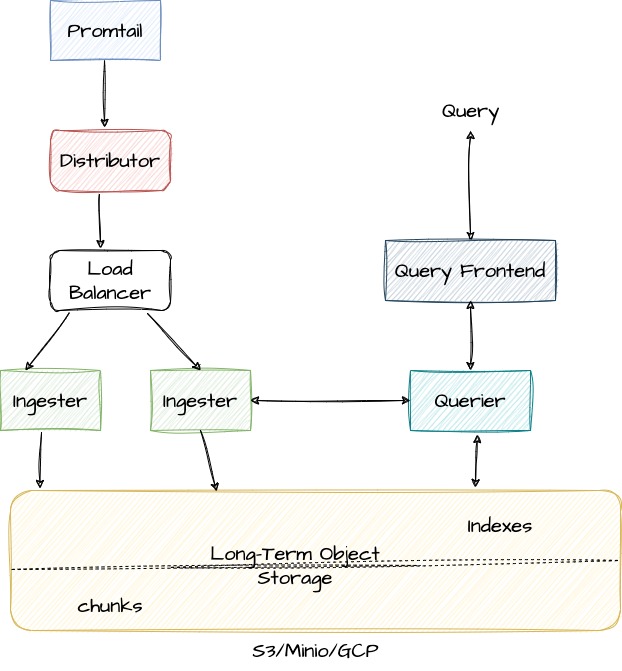 Promtail
Query
Distributor
Load
Balancer
Query Frontend
Ingester
Ingester
Querier
Indexes
Long-Term Object
Storage
chunks
S3/Minio/GCP